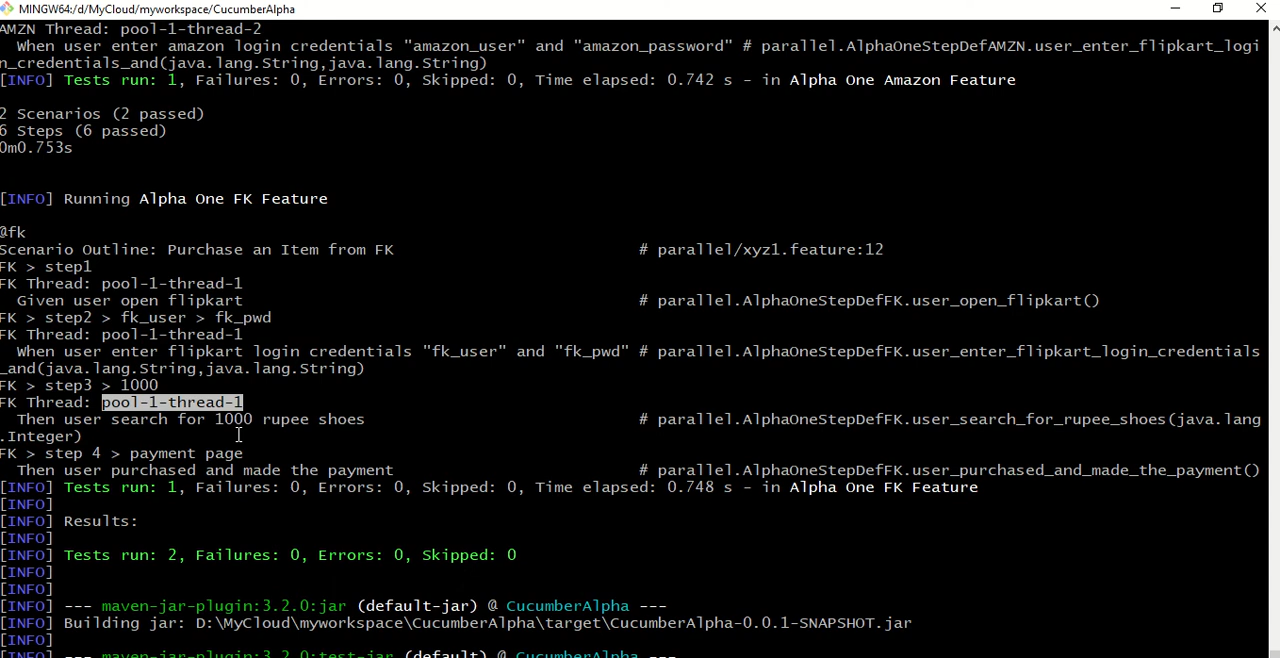 MINGW64:/d/MyCloud/myworkspace/CucumberAlpha
AMZN Thread: pool-1-thread-2
When user enter amazon login credentials "amazon_user" and "amazon_password" # parallel.AlphaOneStepDefAMZN.user_enter_flipkart_logi
n_credentials_and(java.lang.String,java.lang.String)
[INFO] Tests run: 1, Failures: 0, Errors: 0, Skipped: 0, Time elapsed: 0.742 s - in Alpha One Amazon Feature
2 Scenarios (2 passed)
6 Steps (6 passed)
0m0.753s
[INFO] Running Alpha One FK Feature
@fk
Scenario Outline: Purchase an Item from FK # parallel/xyz1.feature:12
FK > step1
FK Thread: pool-1-thread-1
Given user open flipkart # parallel.AlphaOneStepDefFK.user_open_flipkart()
FK > step2 > fk_user > fk_pwd
FK Thread: pool-1-thread-1
When user enter flipkart login credentials "fk_user" and "fk_pwd" # parallel.AlphaOneStepDefFK.user_enter_flipkart_login_credentials
_and(java.lang.String,java.lang.String)
FK > step3 > 1000
FK Thread: pool-1-thread-1
Then user search for 1000 rupee shoes # parallel.AlphaOneStepDefFK.user_search_for_rupee_shoes(java.lang
.Integer)
FK > step 4 > payment page
Then user purchased and made the payment # parallel.AlphaOneStepDefFK.user_purchased_and_made_the_payment()
[INFO] Tests run: 1, Failures: 0, Errors: 0, Skipped: 0, Time elapsed: 0.748 s - in Alpha One FK Feature
[INFO]
[INFO] Results:
[INFO]
[INFO] Tests run: 2, Failures: 0, Errors: 0, Skipped: 0
[INFO]
[INFO]
[INFO] --- maven-jar-plugin:3.2.0:jar (default-jar) @ CucumberAlpha ---
[INFO] Building jar: D:\MyCloud\myworkspace\CucumberAlpha\target\CucumberAlpha-0.0.1-SNAPSHOT.jar
[INFO]
[INFO] --- maven-jar-plugin:3.2.0:test-jar (default) @ CucumberAlpha ---